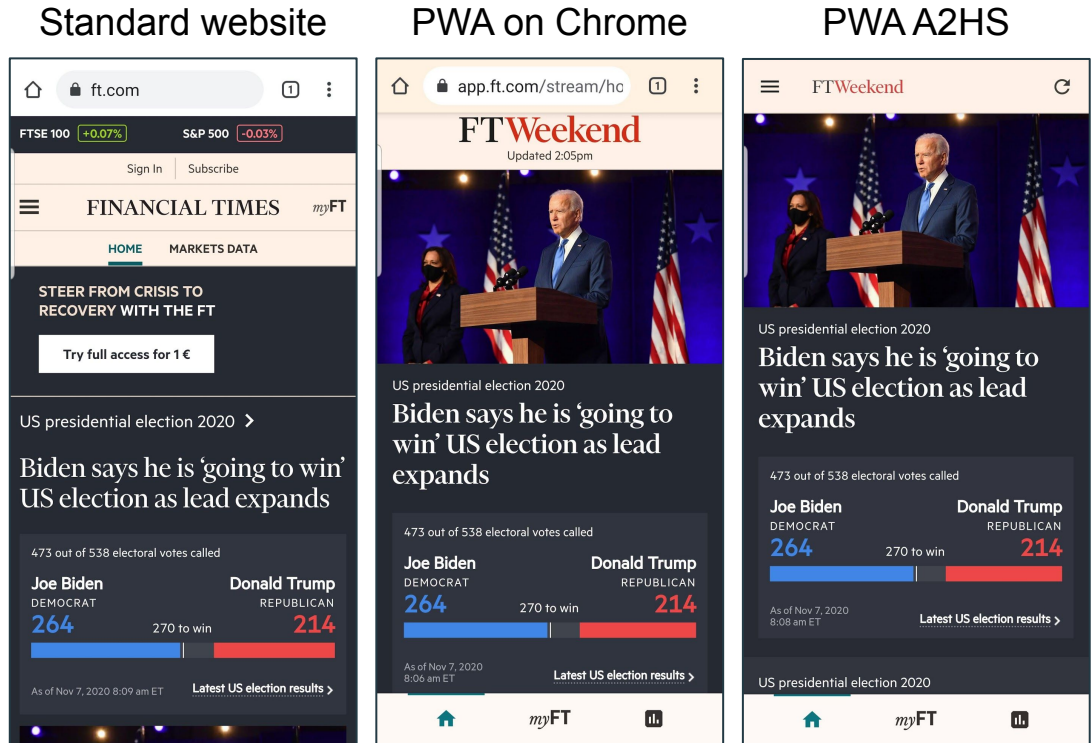 Standard website
ft.com
1
FTSE 100 +0.07% S&P 500 -0.03%
Sign In Subscribe
FINANCIAL TIMES myFT
HOME MARKETS DATA
STEER FROM CRISIS TO
RECOVERY WITH THE FT
Try full access for 1 €
US presidential election 2020 >
Biden says he is ‘going to win’
US election as lead expands
473 out of 538 electoral votes called
Joe Biden Donald Trump
DEMOCRAT REPUBLICAN
264 270 to win 214
As of Nov 7, 2020 8:09 am ET Latest US election results >
PWA on Chrome
app.ft.com/stream/ho
1
FTWeekend
Updated 2:05pm
US presidential election 2020
Biden says he is ‘going to
win’ US election as lead
expands
473 out of 538 electoral votes called
Joe Biden Donald Trump
DEMOCRAT REPUBLICAN
264 270 to win 214
As of Nov 7, 2020
8:06 am ET Latest US election results >
myFT
PWA A2HS
FTWeekend
US presidential election 2020
Biden says he is ‘going to
win’ US election as lead
expands
473 out of 538 electoral votes called
Joe Biden Donald Trump
DEMOCRAT REPUBLICAN
264 270 to win 214
As of Nov 7, 2020
8:08 am ET Latest US election results >
US presidential election 2020
myFT